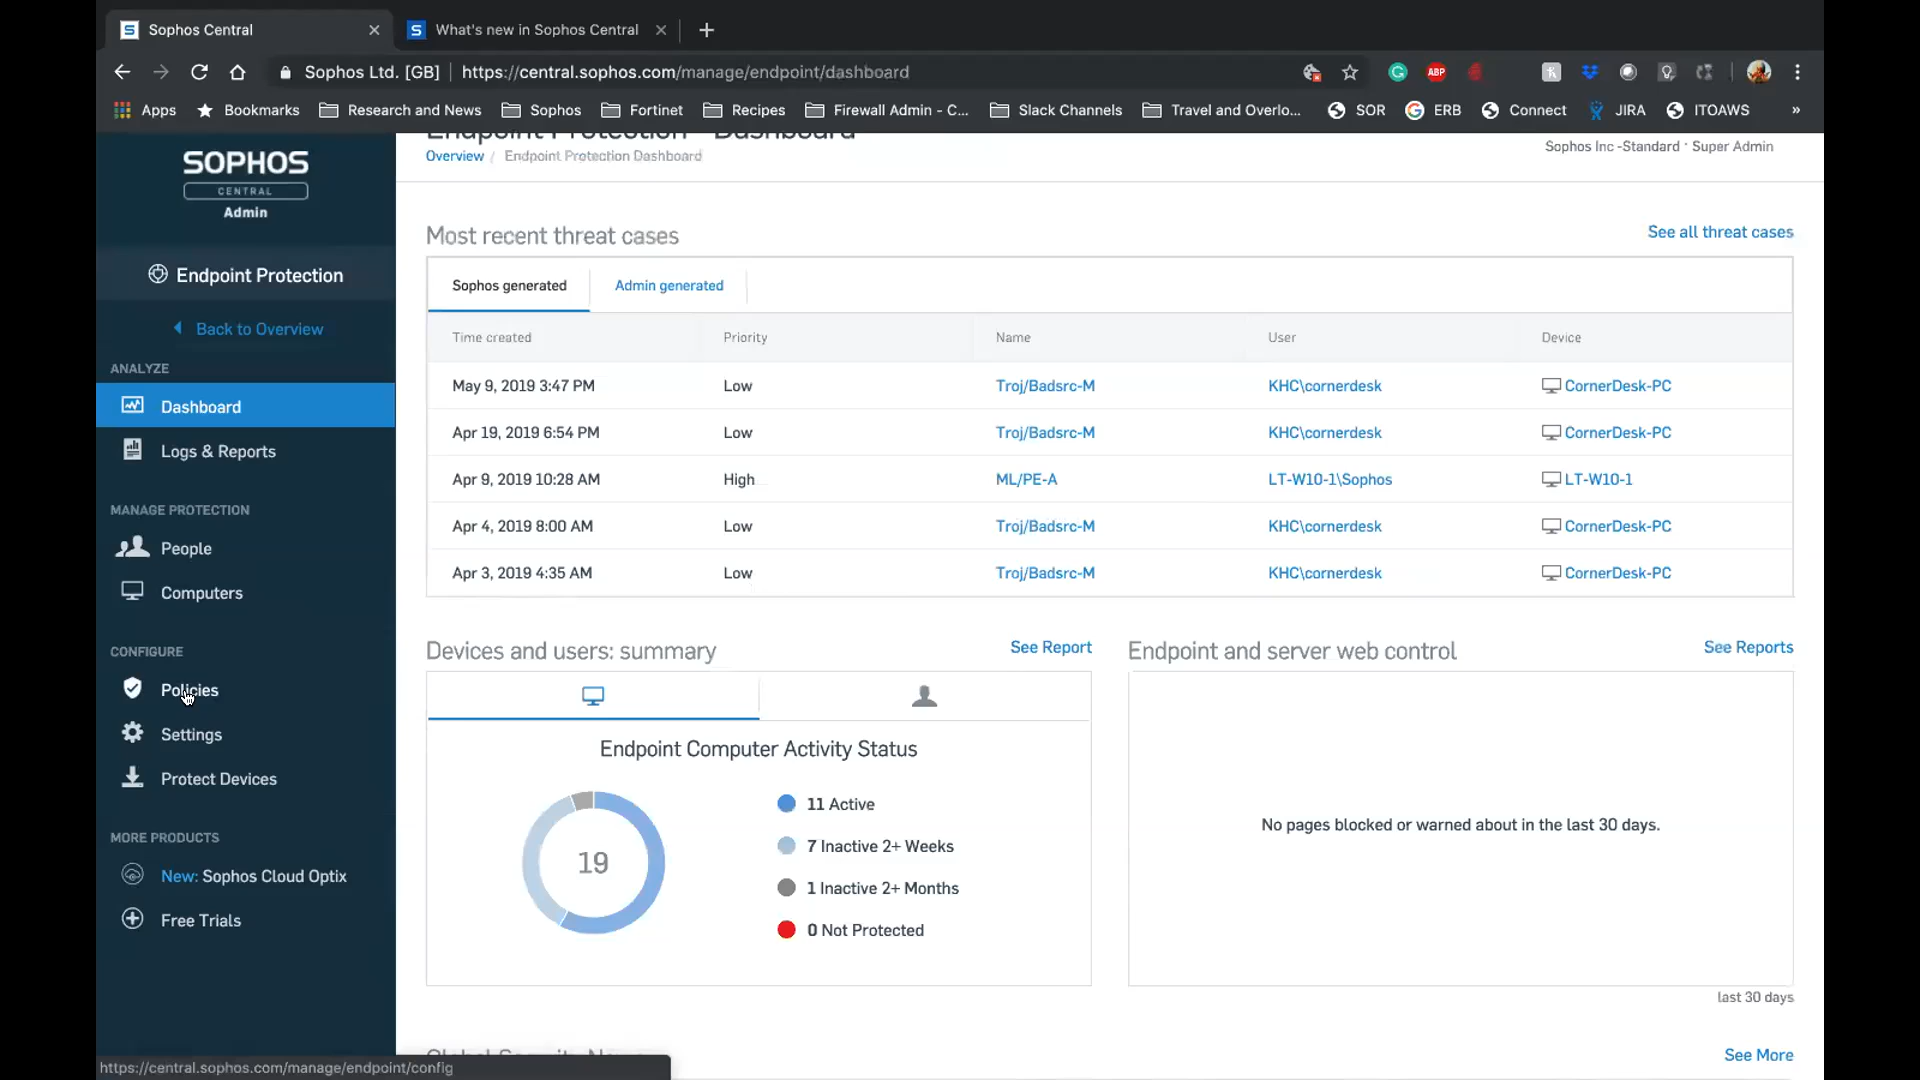 Sophos Central
What's new in Sophos Central
Sophos Ltd. [GB] https://central.sophos.com/manage/endpoint/dashboard
ABP
Apps Bookmarks Research and News Sophos Fortinet Recipes Firewall Admin - C... Slack Channels Travel and Overlo... SOR ERB Connect JIRA ITOAWS »
SOPHOS
CENTRAL
Admin
Endpoint Protection
Back to Overview
ANALYZE
Dashboard
Logs & Reports
MANAGE PROTECTION
People
Computers
CONFIGURE
Policies
Settings
Protect Devices
MORE PRODUCTS
New: Sophos Cloud Optix
Free Trials
https://central.sophos.com/manage/endpoint/config
Endpoint Protection - Dashboard
Overview / Endpoint Protection Dashboard
Sophos Inc -Standard · Super Admin
Most recent threat cases
See all threat cases
Sophos generated Admin generated
Time created Priority Name User Device
May 9, 2019 3:47 PM Low Troj/Badsrc-M KHC\cornerdesk CornerDesk-PC
Apr 19, 2019 6:54 PM Low Troj/Badsrc-M KHC\cornerdesk CornerDesk-PC
Apr 9, 2019 10:28 AM High ML/PE-A LT-W10-1\Sophos LT-W10-1
Apr 4, 2019 8:00 AM Low Troj/Badsrc-M KHC\cornerdesk CornerDesk-PC
Apr 3, 2019 4:35 AM Low Troj/Badsrc-M KHC\cornerdesk CornerDesk-PC
Devices and users: summary
See Report
Endpoint Computer Activity Status
19
11 Active
7 Inactive 2+ Weeks
1 Inactive 2+ Months
0 Not Protected
Endpoint and server web control
See Reports
No pages blocked or warned about in the last 30 days.
last 30 days
See More